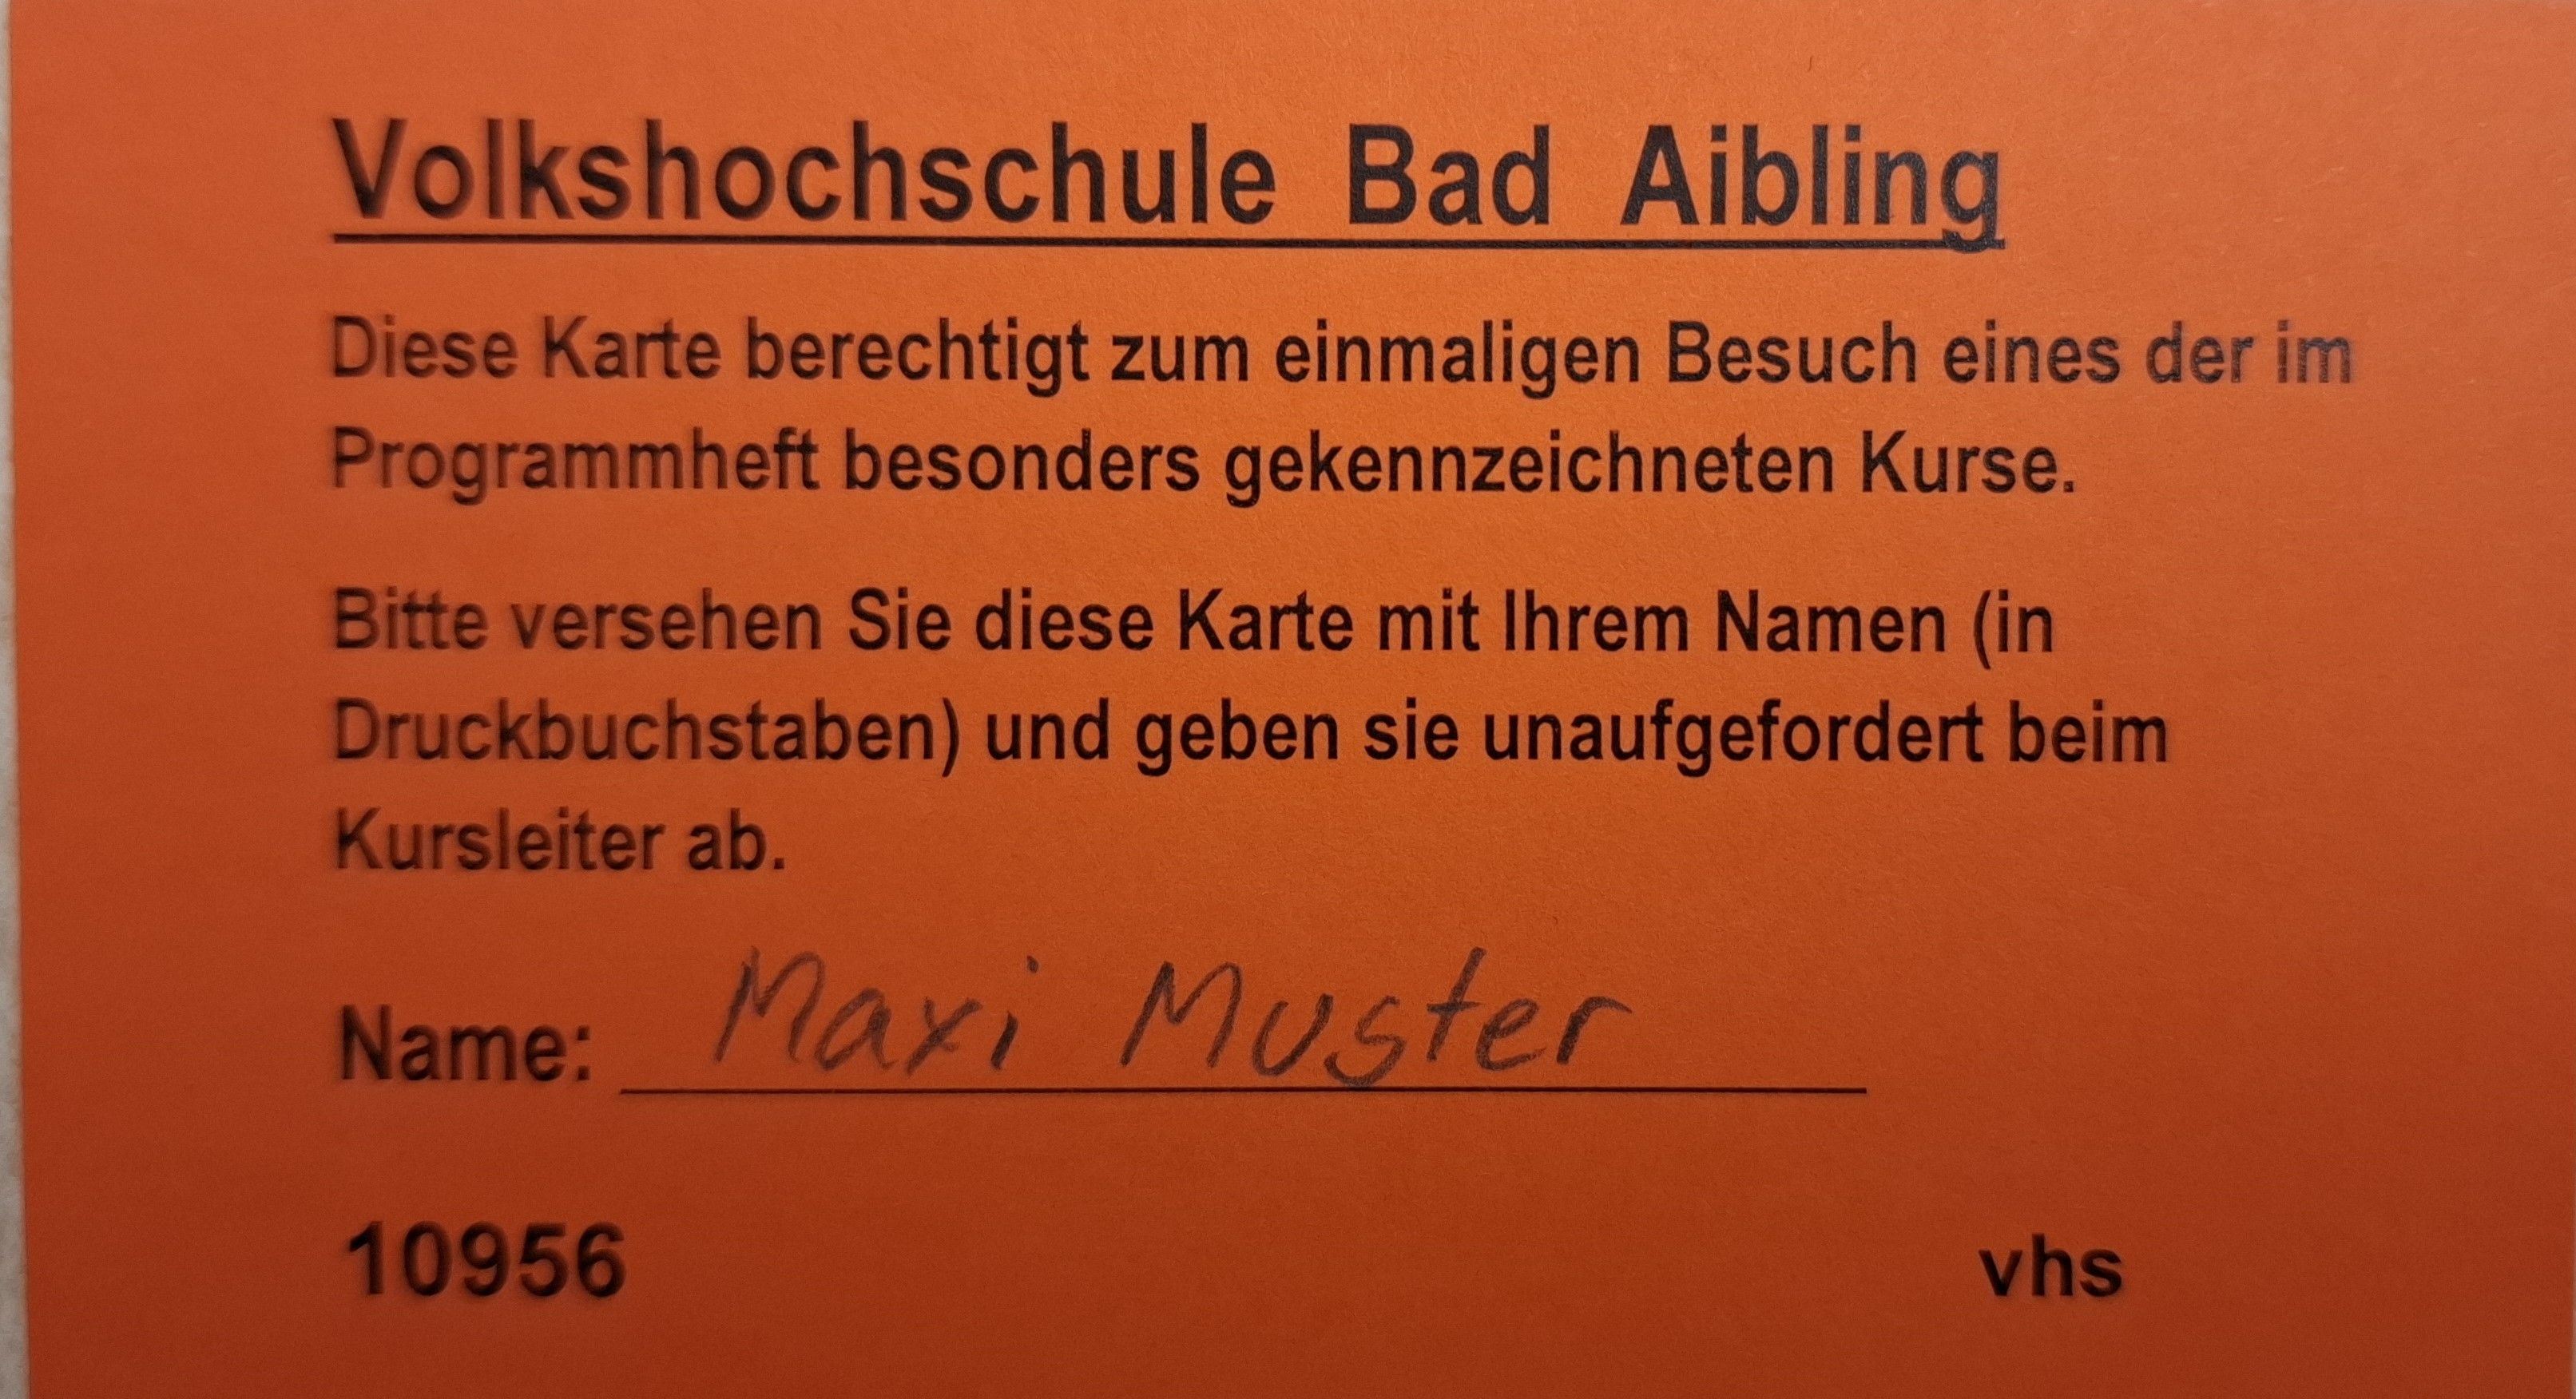 Volkshochschule Bad Aibling
Diese Karte berechtigt zum einmaligen Besuch eines der im
Programmheft besonders gekennzeichneten Kurse.
Bitte versehen Sie diese Karte mit Ihrem Namen (in
Druckbuchstaben) und geben sie unaufgefordert beim
Kursleiter ab.
Name: Maxi Muster
10956 vhs